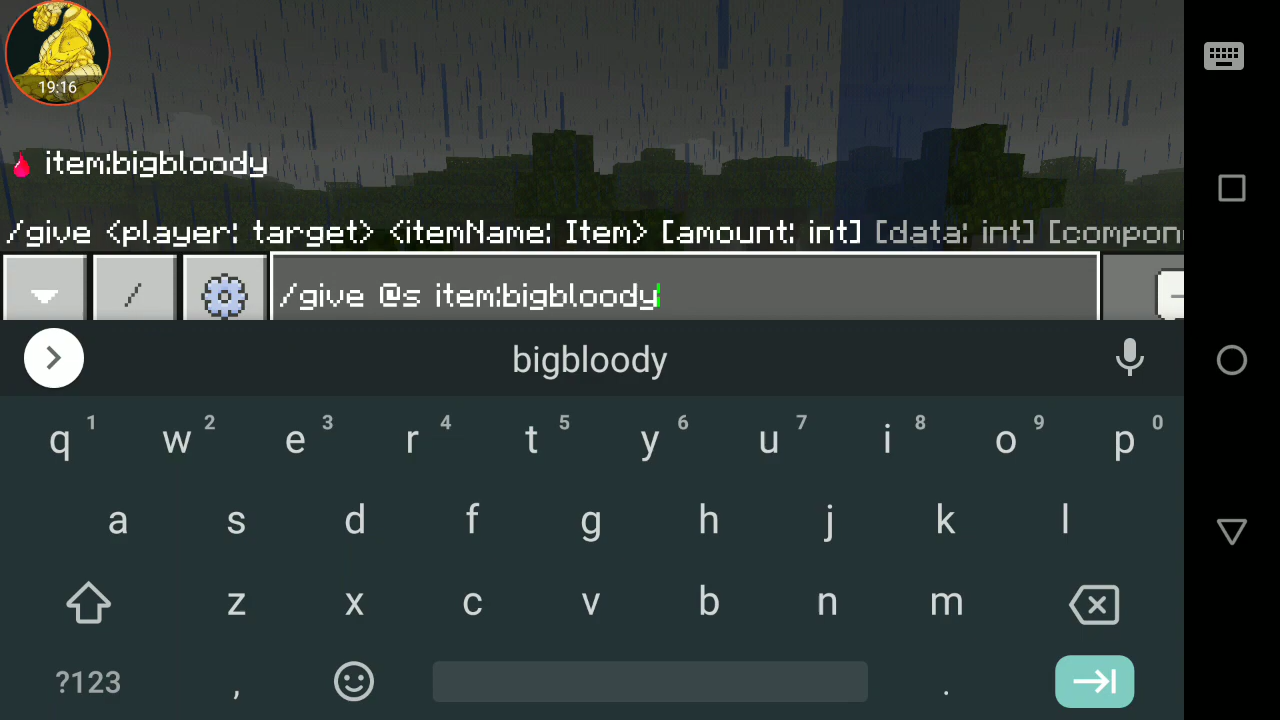 19:16
item:bigbloody
/give <player: target> <itemName: Item> [amount: int] [data: int] [compon
/
/give @s item:bigbloody
bigbloody
q 1 w 2 e 3 r 4 t 5 y 6 u 7 i 8 o 9 p 0
a s d f g h j k l
z x c v b n m
?123 , .